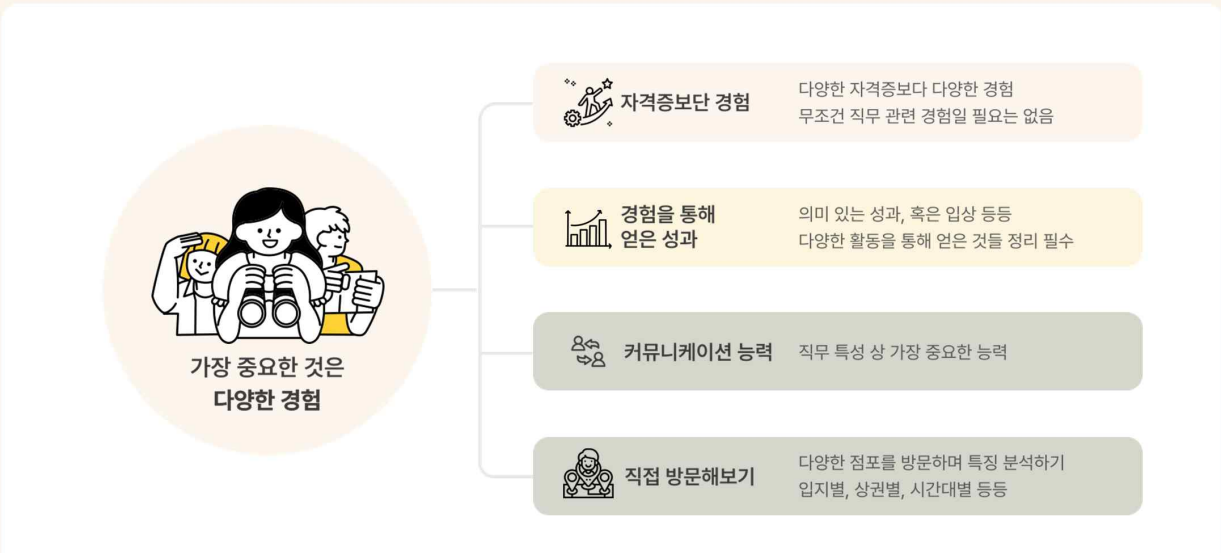 가장 중요한 것은
다양한 경험
자격증보단 경험
다양한 자격증보다 다양한 경험
무조건 직무 관련 경험일 필요는 없음
경험을 통해
얻은 성과
의미 있는 성과, 혹은 입상 등등
다양한 활동을 통해 얻은 것들 정리 필수
커뮤니케이션 능력
직무 특성 상 가장 중요한 능력
직접 방문해보기
다양한 점포를 방문하며 특징 분석하기
입지별, 상권별, 시간대별 등등